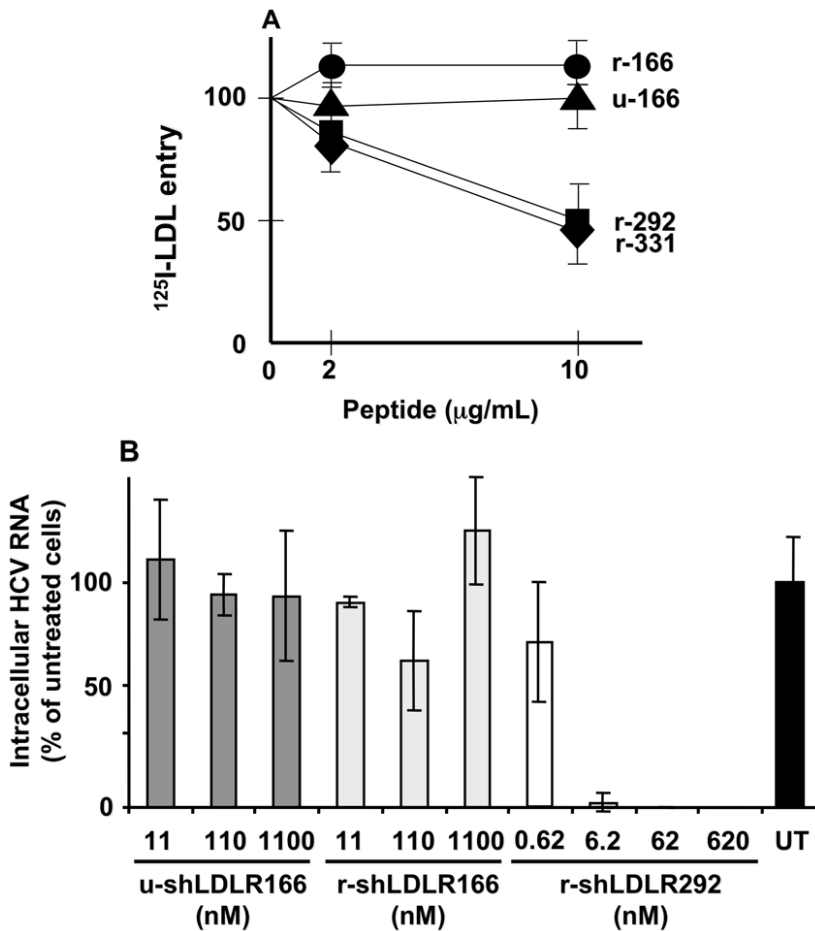 A
r-166
u-166
100
50
r-292
r-331
0
0 2 10
¹²⁵I-LDL entry
Peptide (μg/mL)
B
Intracellular HCV RNA
(% of untreated cells)
100
50
0
11 110 1100 11 110 1100 0.62 6.2 62 620 UT
u-shLDLR166 r-shLDLR166 r-shLDLR292
(nM) (nM) (nM)